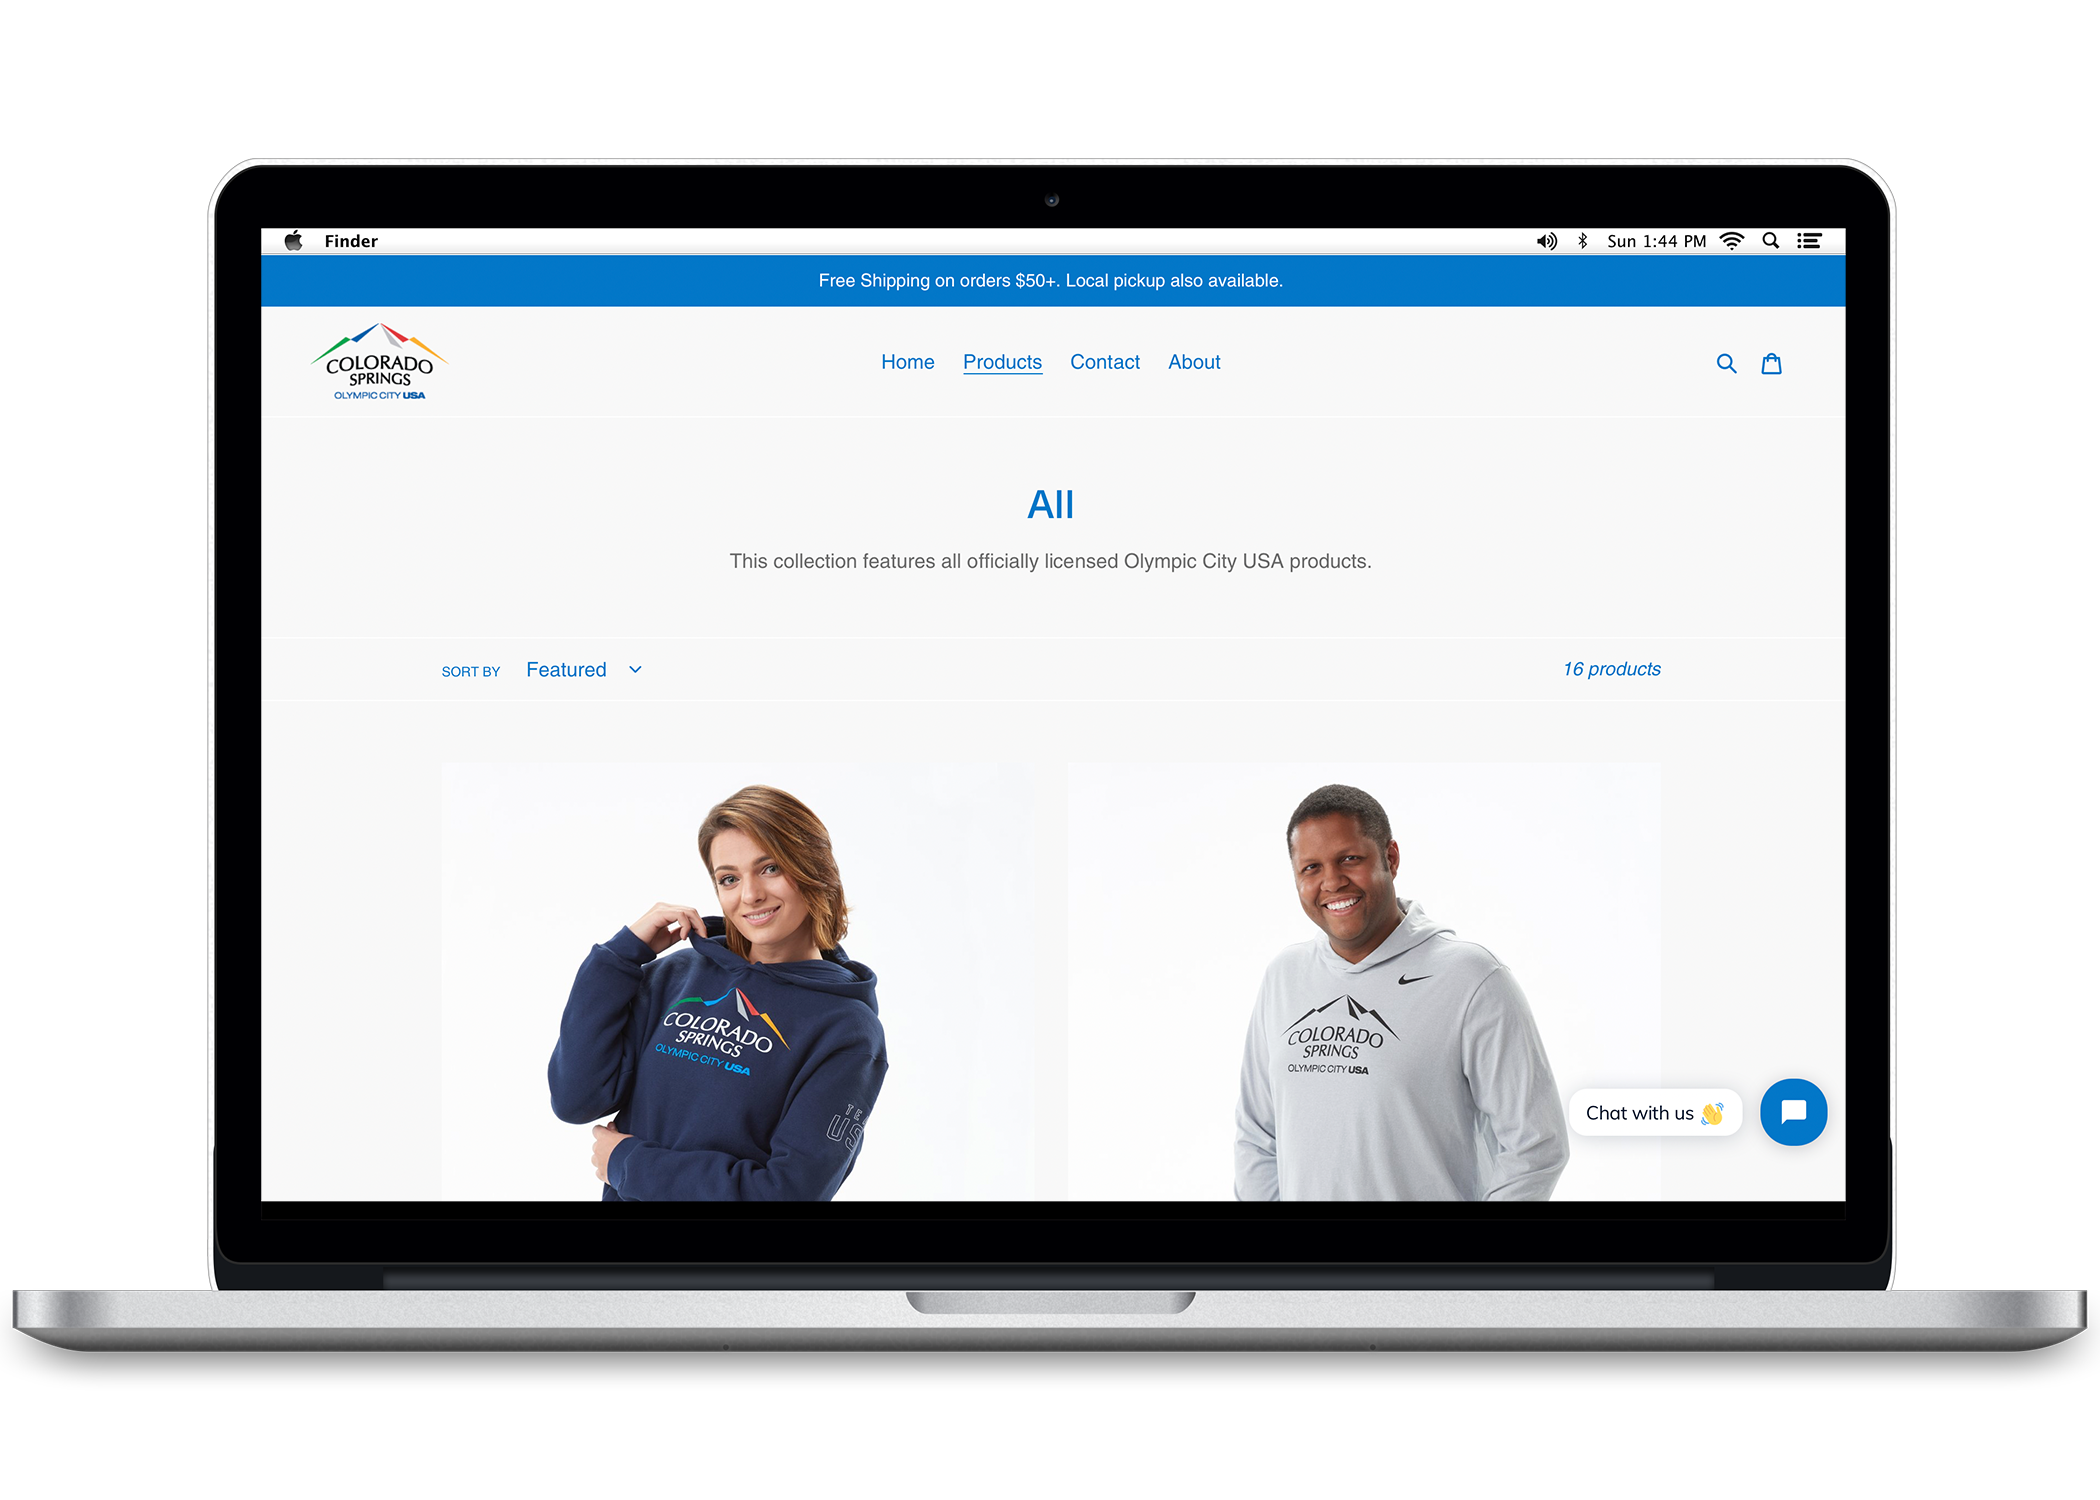 Finder
Sun 1:44 PM
Free Shipping on orders $50+. Local pickup also available.
COLORADO
SPRINGS
OLYMPIC CITY USA
Home Products Contact About
All
This collection features all officially licensed Olympic City USA products.
SORT BY Featured
16 products
COLORADO
SPRINGS
OLYMPIC CITY USA
COLORADO
SPRINGS
OLYMPIC CITY USA
Chat with us 👋